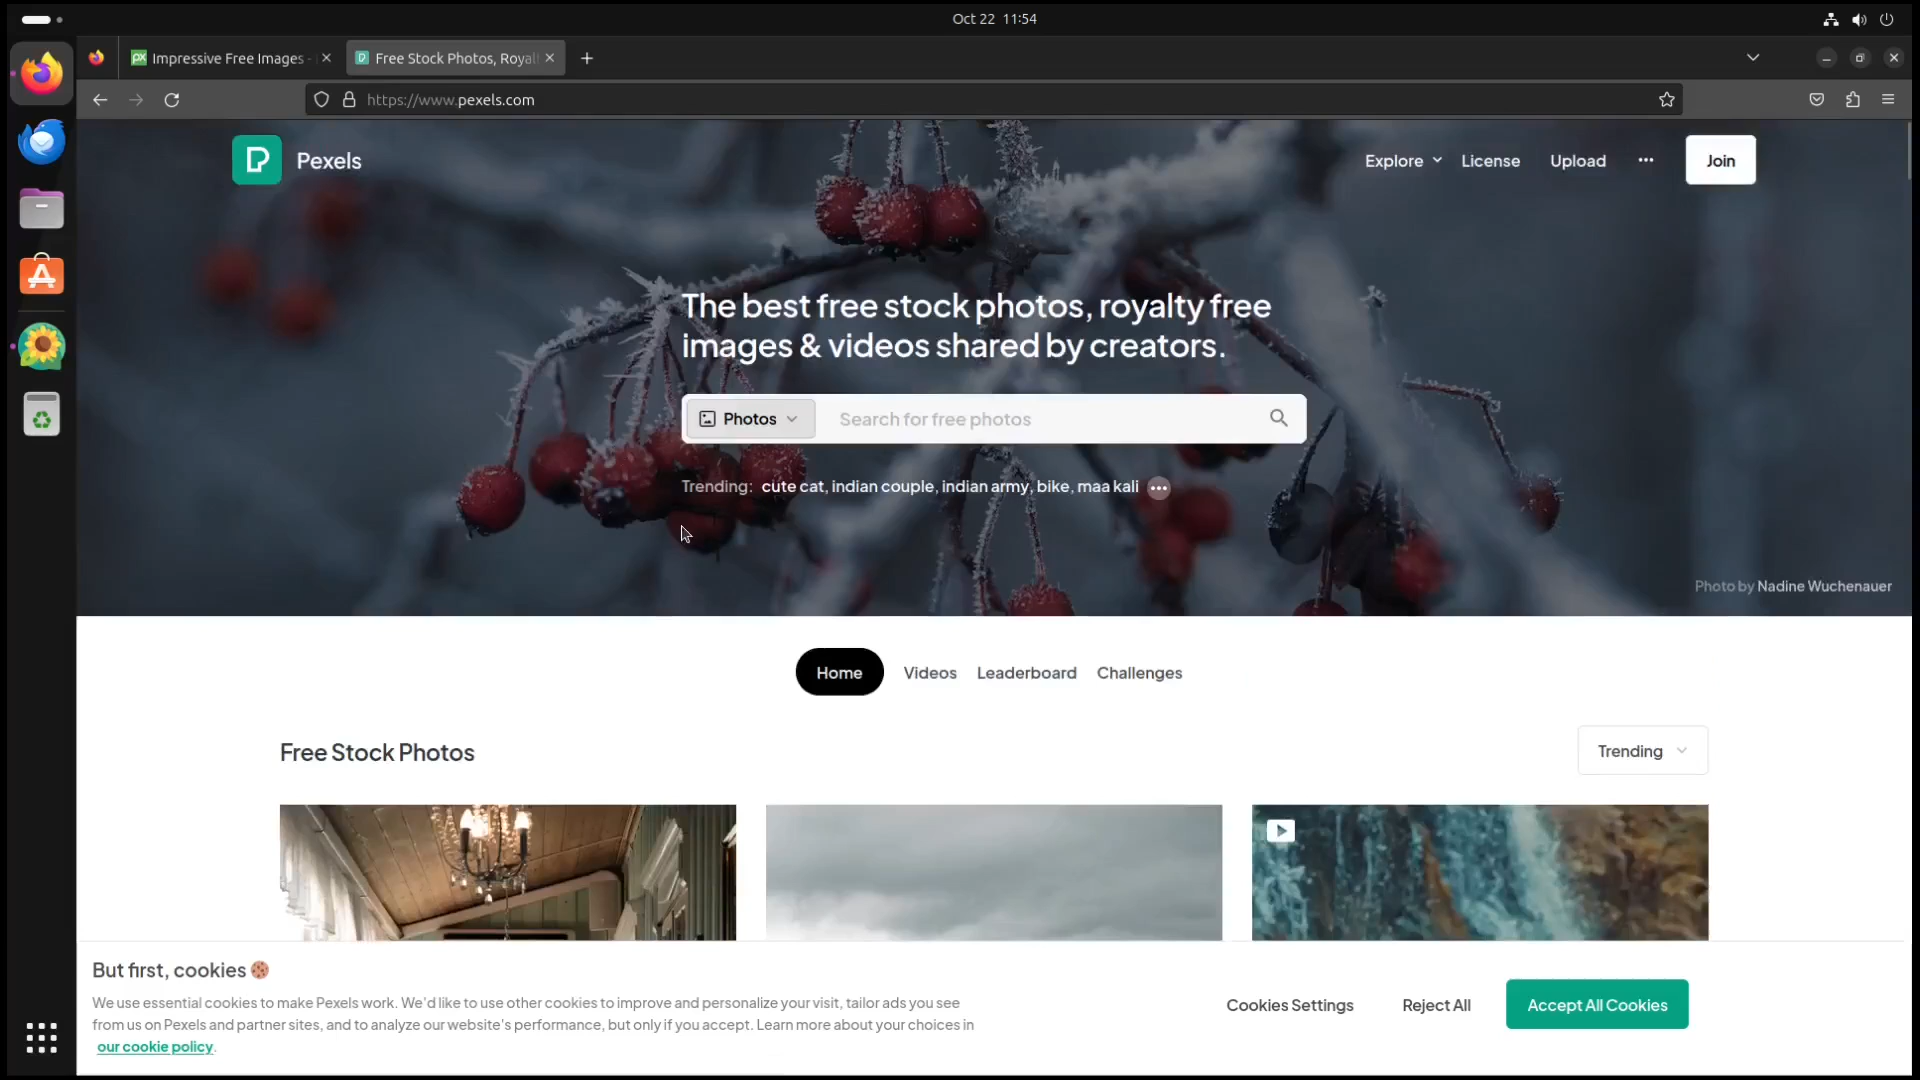 Oct 22 11:54
Impressive Free Images -
Free Stock Photos, Royal
https://www.pexels.com
Pexels
Explore
License
Upload
Join
The best free stock photos, royalty free
images & videos shared by creators.
Photos
Search for free photos
Trending: cute cat, indian couple, indian army, bike, maa kali
Photo by Nadine Wuchenauer
Home
Videos
Leaderboard
Challenges
Free Stock Photos
Trending
But first, cookies
We use essential cookies to make Pexels work. We'd like to use other cookies to improve and personalize your visit, tailor ads you see
from us on Pexels and partner sites, and to analyze our website's performance, but only if you accept. Learn more about your choices in
our cookie policy.
Cookies Settings
Reject All
Accept All Cookies